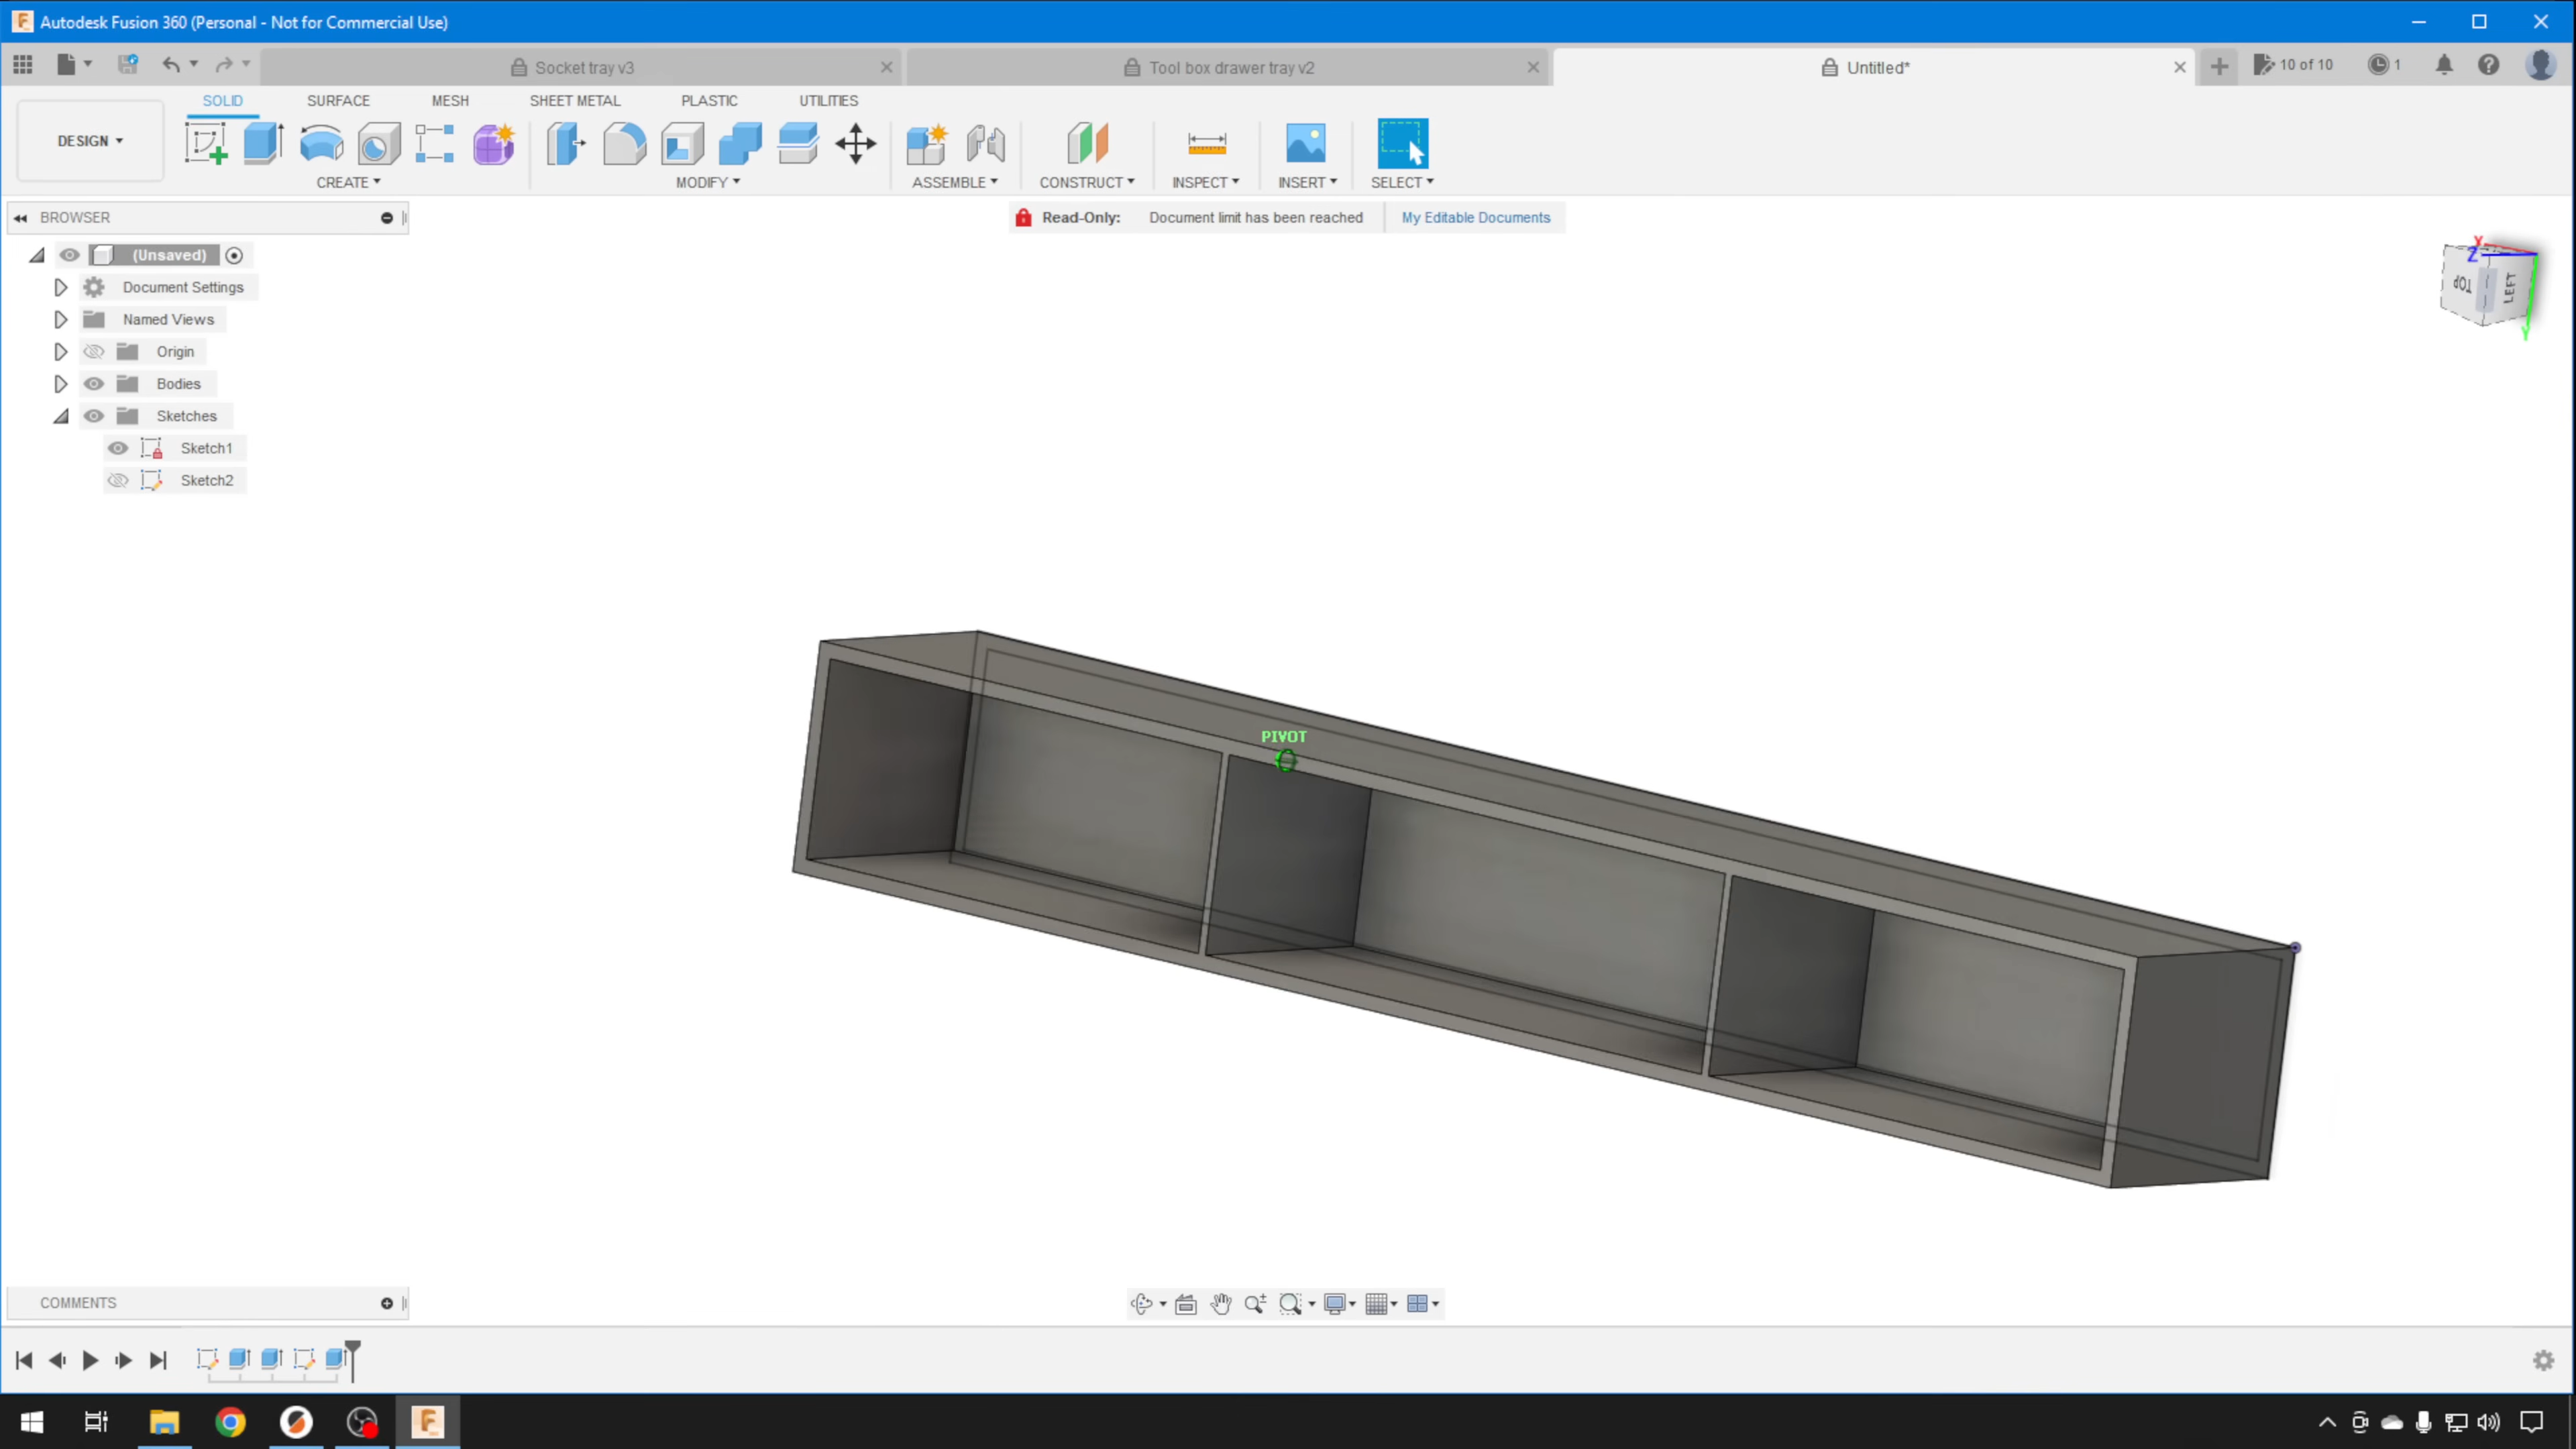 Autodesk Fusion 360 (Personal - Not for Commercial Use)
Socket tray v3
Tool box drawer tray v2
Untitled*
10 of 10
1
DESIGN
SOLID
SURFACE
MESH
SHEET METAL
PLASTIC
UTILITIES
CREATE
MODIFY
ASSEMBLE
CONSTRUCT
INSPECT
INSERT
SELECT
BROWSER
Read-Only:
Document limit has been reached
My Editable Documents
(Unsaved)
Document Settings
Named Views
Origin
Bodies
Sketches
Sketch1
Sketch2
X
Z
TOP
LEFT
Y
PIVOT
COMMENTS